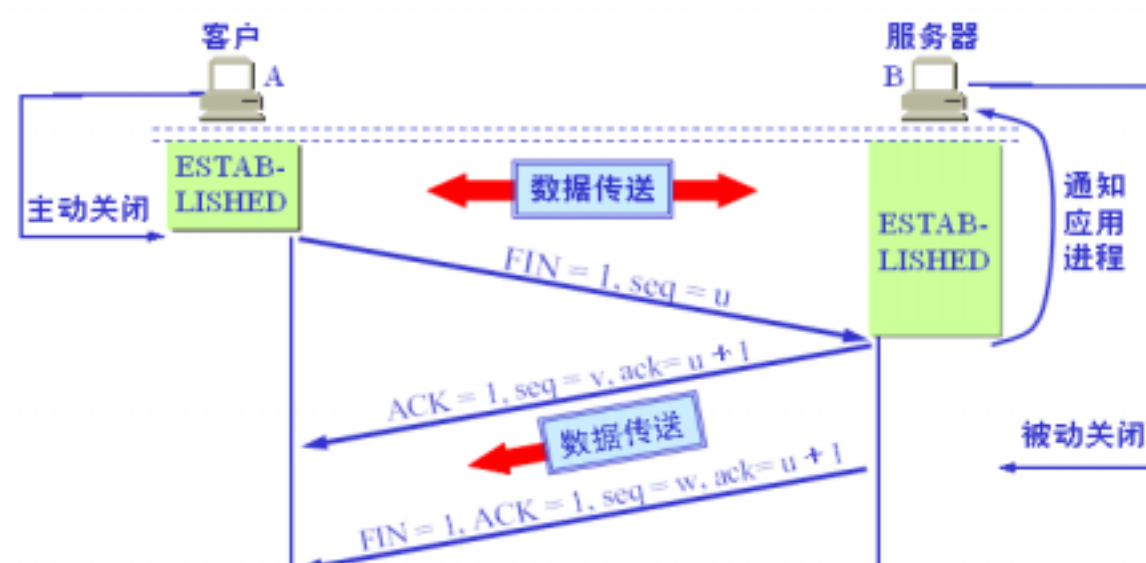 客户
服务器
A
B
ESTAB-
LISHED
数据传送
主动关闭
ESTAB-
LISHED
通知
应用
进程
FIN = 1, seq = u
ACK = 1, seq = v, ack= u + 1
数据传送
被动关闭
FIN = 1, ACK = 1, seq = w, ack= u + 1